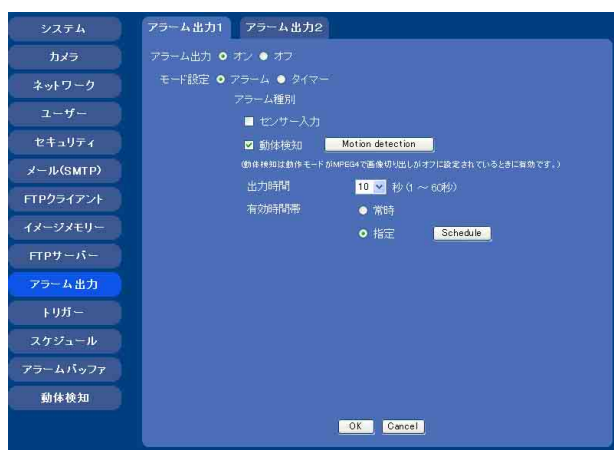 システム
カメラ
ネットワーク
ユーザー
セキュリティ
メール(SMTP)
FTPクライアント
イメージメモリー
FTPサーバー
アラーム出力
トリガー
スケジュール
アラームバッファ
動体検知
アラーム出力1 アラーム出力2
アラーム出力 オン オフ
モード設定 アラーム タイマー
アラーム種別
センサー入力
動体検知 Motion detection
(動体検知は動作モードがMPEG4で画像切り出しがオフに設定されているときに有効です。)
出力時間 10 秒(1 ~ 60秒)
有効時間帯 常時
指定 Schedule
OK Cancel